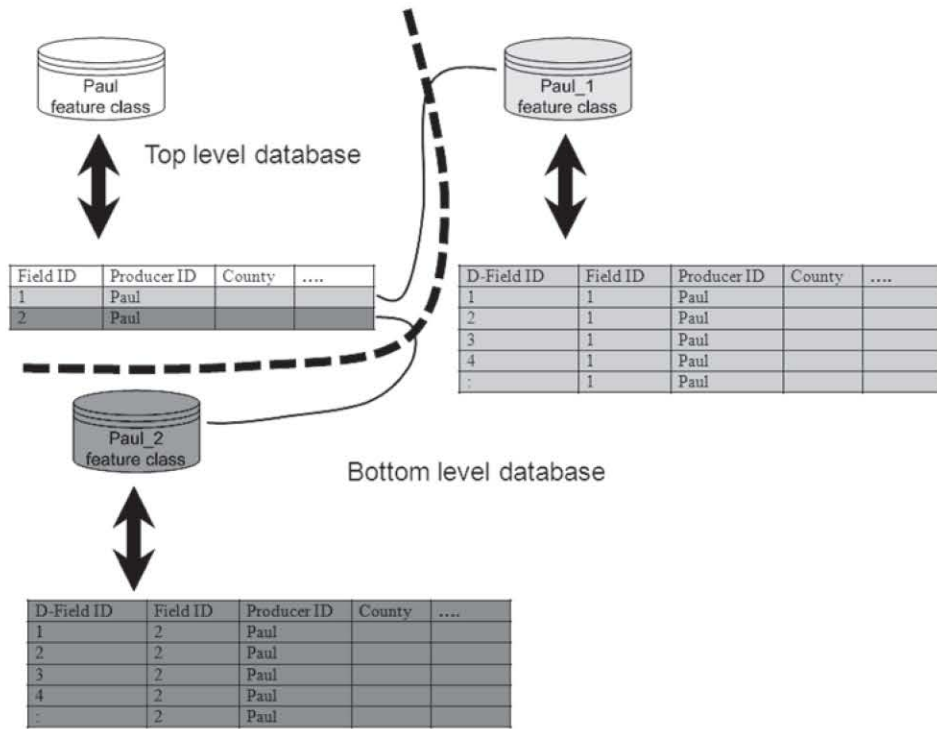 Paul
feature class
Top level database
Field ID Producer ID County ....
1 Paul
2 Paul
Paul_1
feature class
D-Field ID Field ID Producer ID County ....
1 1 Paul
2 1 Paul
3 1 Paul
4 1 Paul
: 1 Paul
Paul_2
feature class
Bottom level database
D-Field ID Field ID Producer ID County ....
1 2 Paul
2 2 Paul
3 2 Paul
4 2 Paul
: 2 Paul